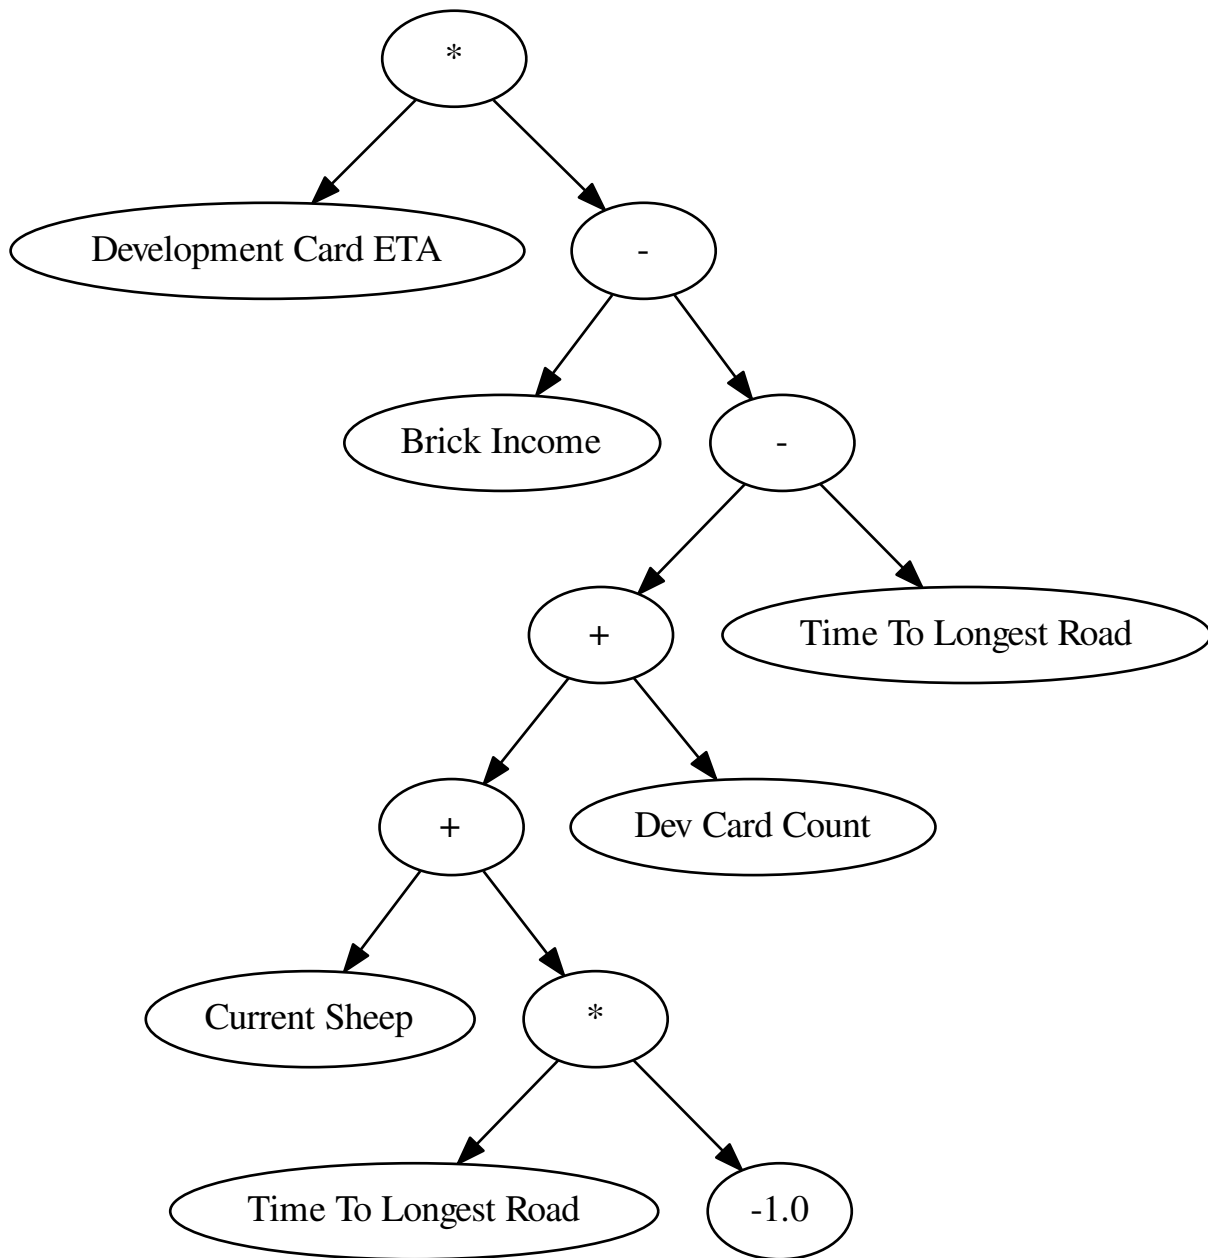 *
Development Card ETA
-
Brick Income
-
+
Time To Longest Road
+
Dev Card Count
Current Sheep
*
Time To Longest Road
-1.0